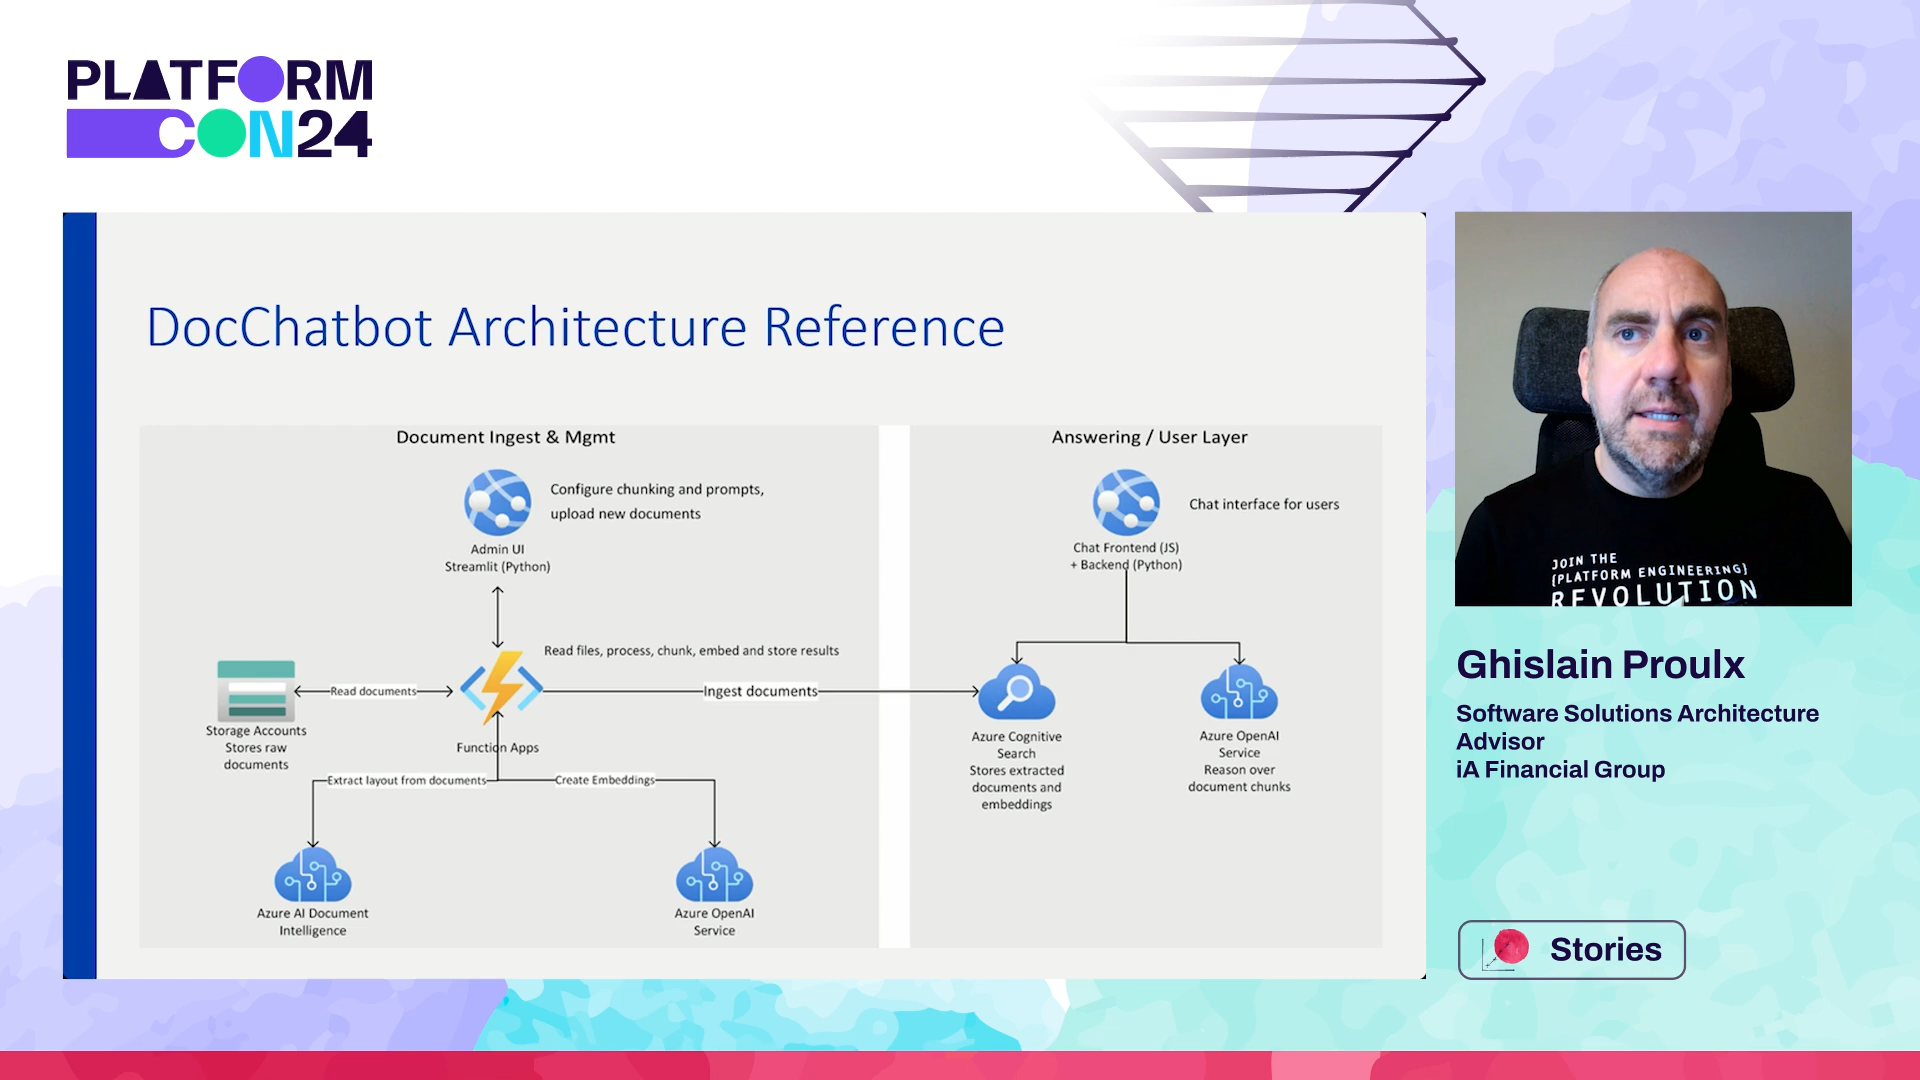 PLATFORM
CON24
DocChatbot Architecture Reference
Document Ingest & Mgmt
Configure chunking and prompts,
upload new documents
Admin UI
Streamlit (Python)
Read files, process, chunk, embed and store results
Read documents
Ingest documents
Storage Accounts
Stores raw
documents
Function Apps
Extract layout from documents
Create Embeddings
Azure AI Document
Intelligence
Azure OpenAI
Service
Answering / User Layer
Chat interface for users
Chat Frontend (JS)
+ Backend (Python)
Azure Cognitive
Search
Stores extracted
documents and
embeddings
Azure OpenAI
Service
Reason over
document chunks
JOIN THE
{PLATFORM ENGINEERING}
REVOLUTION
Ghislain Proulx
Software Solutions Architecture
Advisor
iA Financial Group
Stories